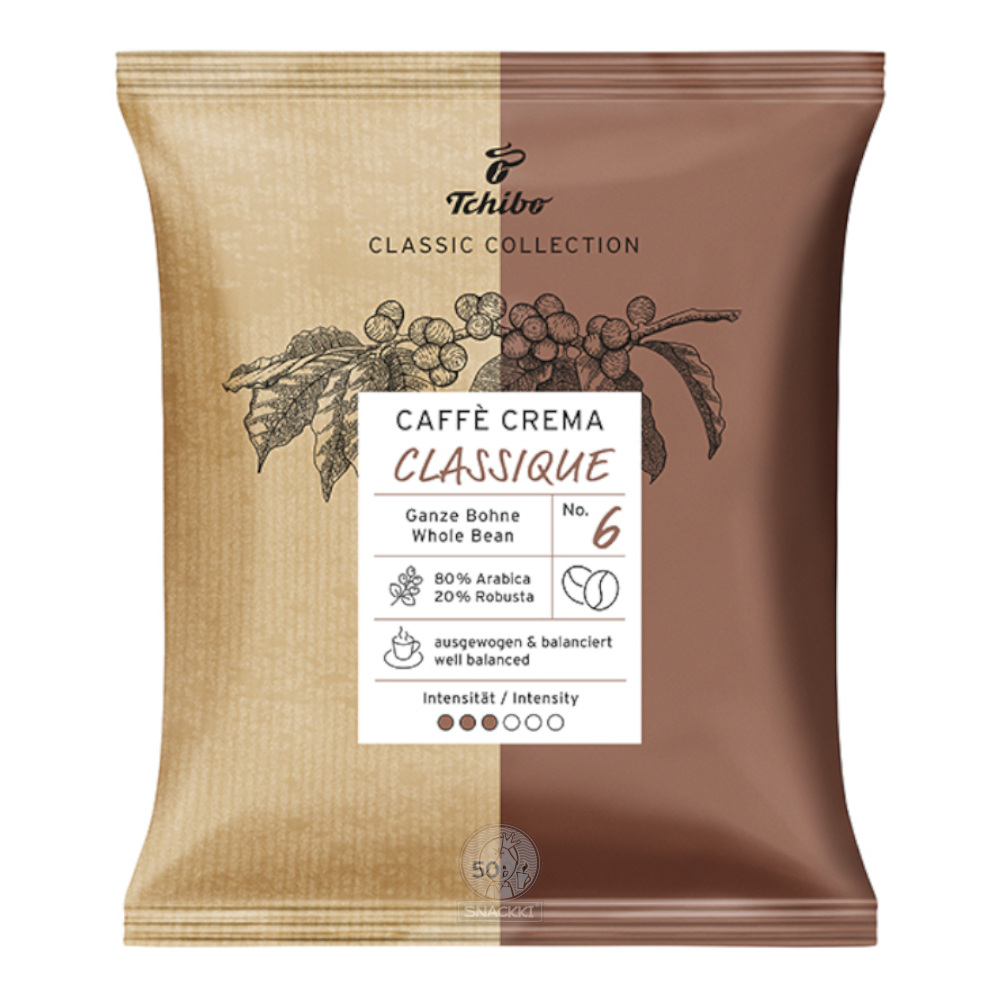 Tchibo
CLASSIC COLLECTION
CAFFÈ CREMA
CLASSIQUE
Ganze Bohne
Whole Bean
No. 6
80% Arabica
20% Robusta
ausgewogen & balanciert
well balanced
Intensität / Intensity
SNACKKI